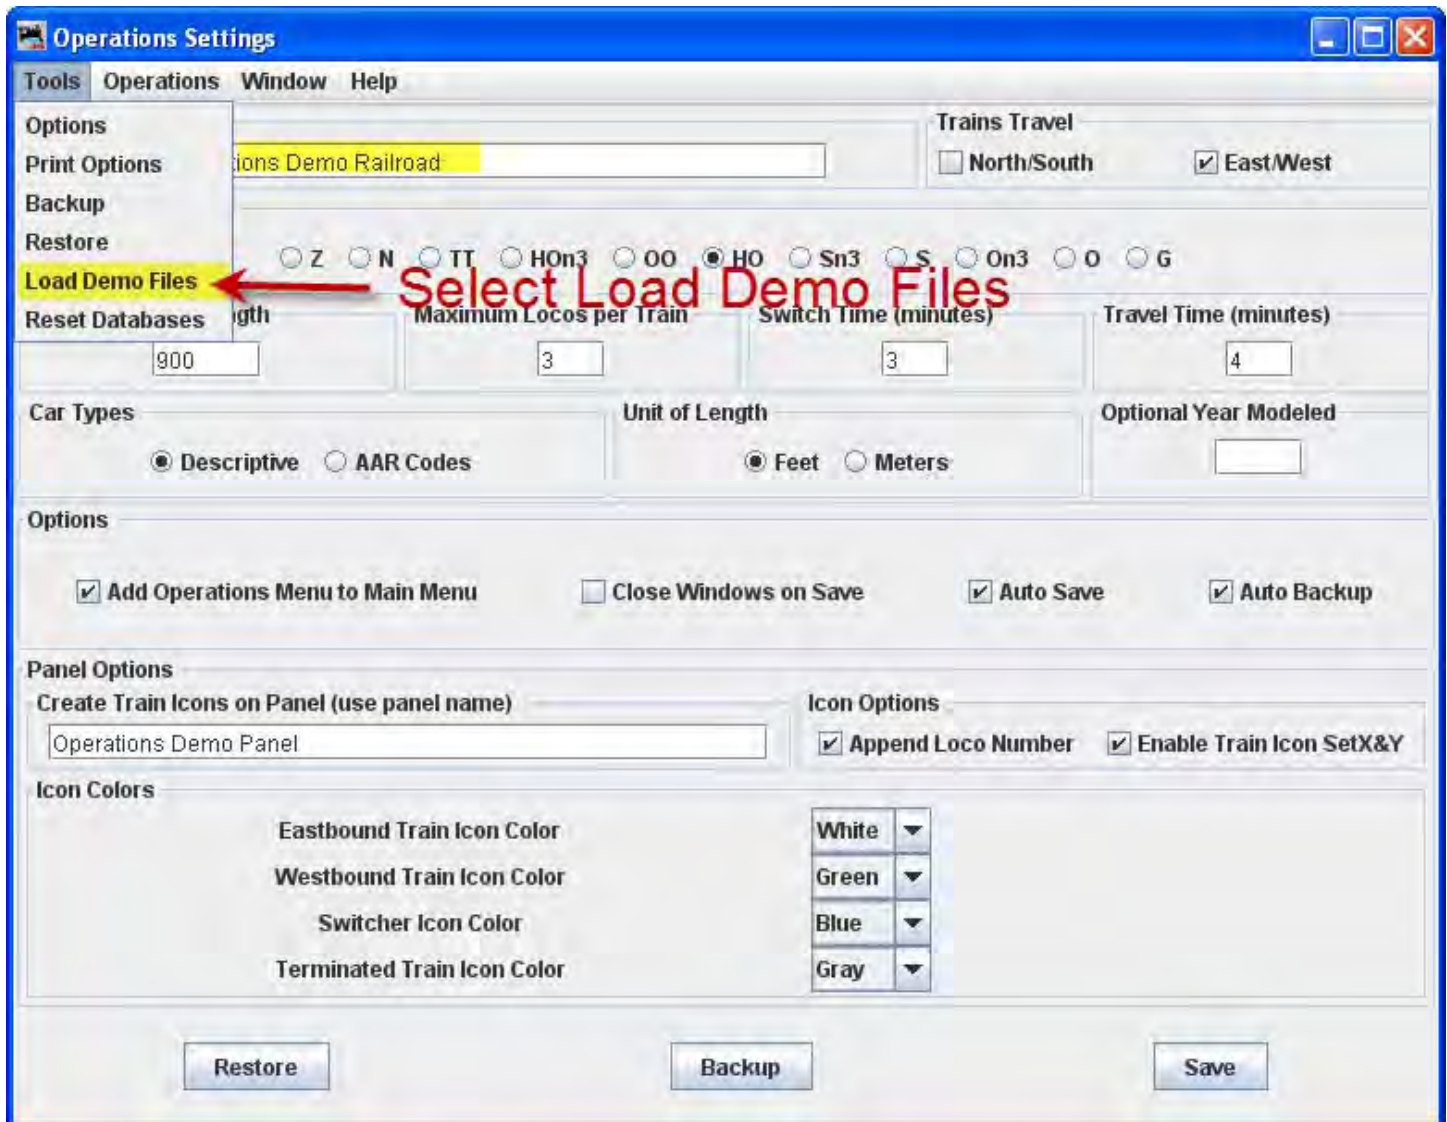 Operations Settings
Tools Operations Window Help
Options
Print Options
Backup
Restore
Load Demo Files
Reset Databases
Demo Railroad
Trains Travel
North/South East/West
Z N TT HOn3 OO HO Sn3 S On3 O G
Select Load Demo Files
Maximum Locos per Train Switch Time (minutes) Travel Time (minutes)
900 3 3 4
Car Types Unit of Length Optional Year Modeled
Descriptive AAR Codes Feet Meters
Options
Add Operations Menu to Main Menu Close Windows on Save Auto Save Auto Backup
Panel Options
Create Train Icons on Panel (use panel name) Icon Options
Operations Demo Panel Append Loco Number Enable Train Icon SetX&Y
Icon Colors
Eastbound Train Icon Color White
Westbound Train Icon Color Green
Switcher Icon Color Blue
Terminated Train Icon Color Gray
Restore Backup Save